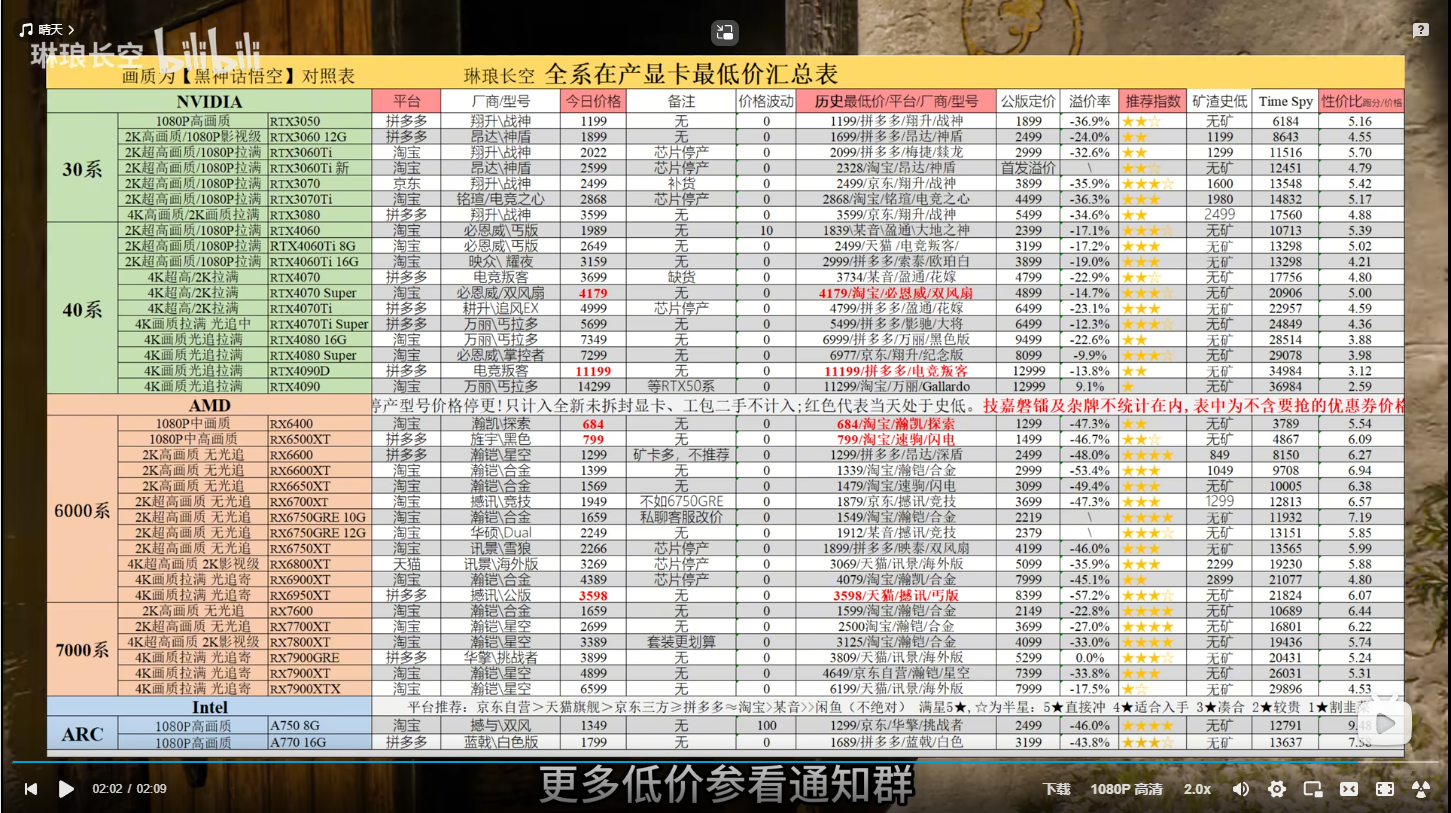 晴天
琳琅长空 bilibili
?
画质为【黑神话悟空】对照表 琳琅长空 全系在产显卡最低价汇总表
NVIDIA 平台 厂商/型号 今日价格 备注 价格波动 历史最低价/平台/厂商/型号 公版定价 溢价率 推荐指数 矿渣史低 Time Spy 性价比跑分/价格
30系
1080P高画质 RTX3050 拼多多 翔升\战神 1199 无 0 1199/拼多多/翔升/战神 1899 -36.9% ★★☆ 无矿 6184 5.16
2K高画质/1080P影视级 RTX3060 12G 拼多多 昂达\神盾 1899 无 0 1699/拼多多/昂达/神盾 2499 -24.0% ★★ 1199 8643 4.55
2K超高画质/1080P拉满 RTX3060Ti 淘宝 翔升\战神 2022 芯片停产 0 2099/拼多多/梅捷/燚龙 2999 -32.6% ★★ 1299 11516 5.70
2K超高画质/1080P拉满 RTX3060Ti 新 淘宝 昂达\神盾 2599 芯片停产 0 2328/淘宝/昂达/神盾 首发溢价 \ ★★☆ 无矿 12451 4.79
2K超高画质/1080P拉满 RTX3070 京东 翔升\战神 2499 补货 0 2499/京东/翔升/战神 3899 -35.9% ★★★☆ 1600 13548 5.42
2K超高画质/1080P拉满 RTX3070Ti 淘宝 铭瑄/电竞之心 2868 芯片停产 0 2868/淘宝/铭瑄/电竞之心 4499 -36.3% ★★★ 1980 14832 5.17
4K高画质/2K画质拉满 RTX3080 拼多多 翔升\战神 3599 无 0 3599/京东/翔升/战神 5499 -34.6% ★★ 2499 17560 4.88
40系
2K超高画质/1080P拉满 RTX4060 淘宝 必恩威\丐版 1989 无 10 1839\某音\盈通\大地之神 2399 -17.1% ★★★☆ 无矿 10713 5.39
2K超高画质/1080P拉满 RTX4060Ti 8G 淘宝 必恩威\丐版 2649 无 0 2499/天猫 /电竞叛客/ 3199 -17.2% ★★★ 无矿 13298 5.02
2K超高画质/1080P拉满 RTX4060Ti 16G 淘宝 映众\ 耀夜 3159 无 0 2999/拼多多/索泰/欧珀白 3899 -19.0% ★★★ 无矿 13298 4.21
4K超高/2K拉满 RTX4070 拼多多 电竞叛客 3699 缺货 0 3734/某音/盈通/花嫁 4799 -22.9% ★★☆ 无矿 17756 4.80
4K超高/2K拉满 RTX4070 Super 淘宝 必恩威/双风扇 4179 无 0 4179/淘宝/必恩威/双风扇 4899 -14.7% ★★★☆ 无矿 20906 5.00
4K超高/2K拉满 RTX4070Ti 拼多多 耕升\追风EX 4999 芯片停产 0 4799/拼多多/盈通/花嫁 6499 -23.1% ★★★ 无矿 22957 4.59
4K画质拉满 光追中 RTX4070Ti Super 拼多多 万丽\丐拉多 5699 无 0 5499/拼多多/影驰/大将 6499 -12.3% ★★★☆ 无矿 24849 4.36
4K画质光追拉满 RTX4080 16G 淘宝 万丽\丐拉多 7349 无 0 6999/拼多多/万丽/黑色版 9499 -22.6% ★★ 无矿 28514 3.88
4K画质光追拉满 RTX4080 Super 淘宝 必恩威\掌控者 7299 无 0 6977/京东/翔升/纪念版 8099 -9.9% ★★★☆ 无矿 29078 3.98
4K画质光追拉满 RTX4090D 拼多多 电竞叛客 11199 无 0 11199/拼多多/电竞叛客 12999 -13.8% ★★ 无矿 34984 3.12
4K画质光追拉满 RTX4090 淘宝 万丽\丐拉多 14299 等RTX50系 0 11299/淘宝/万丽/Gallardo 12999 9.1% ★ 无矿 36984 2.59
AMD 停产型号价格停更!只计入全新未拆封显卡、工包二手不计入;红色代表当天处于史低。技嘉磐镭及杂牌不统计在内,表中为不含要抢的优惠券价格
6000系
1080P中画质 RX6400 淘宝 瀚凯\探索 684 无 0 684/淘宝/瀚凯/探索 1299 -47.3% ★★ 无矿 3789 5.54
1080P中高画质 RX6500XT 拼多多 旌宇\黑色 799 无 0 799/淘宝/速驹/闪电 1499 -46.7% ★★☆ 无矿 4867 6.09
2K高画质 无光追 RX6600 拼多多 瀚铠\星空 1299 矿卡多，不推荐 0 1299/拼多多/昂达/深盾 2499 -48.0% ★★★★ 849 8150 6.27
2K高画质 无光追 RX6600XT 淘宝 瀚铠\合金 1399 无 0 1339/淘宝/瀚铠/合金 2999 -53.4% ★★★ 1049 9708 6.94
2K高画质 无光追 RX6650XT 淘宝 瀚铠\合金 1569 无 0 1479/淘宝/速驹/闪电 3099 -49.4% ★★★ 无矿 10005 6.38
2K超高画质 无光追 RX6700XT 淘宝 撼讯\竞技 1949 不如6750GRE 0 1879/京东/撼讯/竞技 3699 -47.3% ★★★ 1299 12813 6.57
2K超高画质 无光追 RX6750GRE 10G 淘宝 瀚铠\合金 1659 私聊客服改价 0 1549/淘宝/瀚铠/合金 2219 \ ★★★★ 无矿 11932 7.19
2K超高画质 无光追 RX6750GRE 12G 淘宝 华硕\Dual 2249 无 0 1912/某音/撼讯/竞技 2379 \ ★★★☆ 无矿 13151 5.85
2K超高画质 无光追 RX6750XT 淘宝 讯景\雪狼 2266 芯片停产 0 1899/拼多多/映泰/双风扇 4199 -46.0% ★★★ 无矿 13565 5.99
4K超高画质 2K影视级 RX6800XT 天猫 讯景\海外版 3269 芯片停产 0 3069/天猫/讯景/海外版 5099 -35.9% ★★★ 2299 19230 5.88
4K画质拉满 光追寄 RX6900XT 淘宝 瀚铠\合金 4389 芯片停产 0 4079/淘宝/瀚凯/合金 7999 -45.1% ★★ 2899 21077 4.80
4K画质拉满 光追寄 RX6950XT 拼多多 撼讯\公版 3598 无 0 3598/天猫/撼讯/丐版 8399 -57.2% ★★★☆ 无矿 21824 6.07
7000系
2K高画质 无光追 RX7600 淘宝 瀚铠\合金 1659 无 0 1599/淘宝/瀚铠/合金 2149 -22.8% ★★★★ 无矿 10689 6.44
2K超高画质 无光追 RX7700XT 淘宝 瀚铠\星空 2699 无 0 2500淘宝/瀚铠/合金 3699 -27.0% ★★★★ 无矿 16801 6.22
4K超高画质 2K影视级 RX7800XT 淘宝 瀚铠\星空 3389 套装更划算 0 3125/淘宝/瀚铠/合金 4099 -33.0% ★★★★ 无矿 19436 5.74
4K画质拉满 光追寄 RX7900GRE 拼多多 华擎\挑战者 3899 无 0 3809/天猫/讯景/海外版 5299 0.0% ★★★☆ 无矿 20431 5.24
4K画质拉满 光追寄 RX7900XT 淘宝 瀚铠\星空 4899 无 0 4649/京东自营/瀚铠/星空 7399 -33.8% ★★★ 无矿 26031 5.31
4K画质拉满 光追寄 RX7900XTX 淘宝 瀚铠\星空 6599 无 0 6199/天猫/讯景/海外版 7999 -17.5% ★☆ 无矿 29896 4.53
Intel 平台推荐：京东自营＞天猫旗舰＞京东三方≥拼多多≈淘宝＞某音>>闲鱼（不绝对） 满星5★,☆为半星：5★直接冲 4★适合入手 3★凑合 2★较贵 1★割韭菜
ARC
1080P高画质 A750 8G 淘宝 撼与\双风 1349 无 100 1299/京东/华擎/挑战者 2499 -46.0% ★★★★ 无矿 12791 9.48
1080P高画质 A770 16G 拼多多 蓝戟\白色版 1799 无 0 1689/拼多多/蓝戟/白色 3199 -43.8% ★★★☆ 无矿 13637 7.58
更多低价参看通知群
02:02 / 02:09 下载 1080P 高清 2.0x